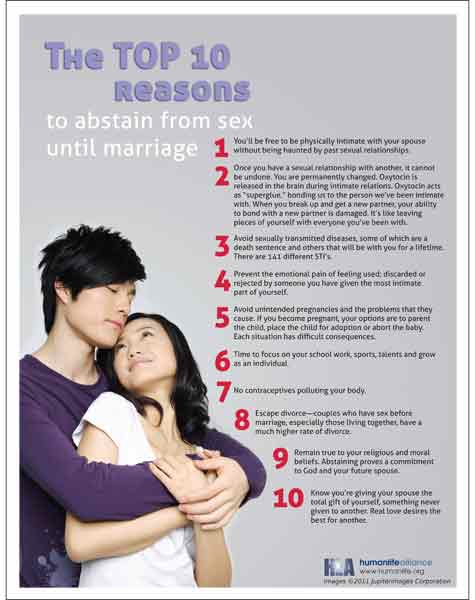 The TOP 10
Reasons
to abstain from sex
until marriage
1 You'll be free to be physically intimate with your spouse
without being haunted by past sexual relationships.
2 Once you have a sexual relationship with another, it cannot
be undone. You are permanently changed. Oxytocin is
released in the brain during intimate relations. Oxytocin acts
as "superglue," bonding us to the person we've been intimate
with. When you break up and get a new partner, your ability
to bond with a new partner is damaged. It's like leaving
pieces of yourself with everyone you've been with.
3 Avoid sexually transmitted diseases, some of which are a
death sentence and others that will be with you for a lifetime.
There are 141 different STI's.
4 Prevent the emotional pain of feeling used; discarded or
rejected by someone you have given the most intimate
part of yourself.
5 Avoid unintended pregnancies and the problems that they
cause. If you become pregnant, your options are to parent
the child, place the child for adoption or abort the baby.
Each situation has difficult consequences.
6 Time to focus on your school work, sports, talents and grow
as an individual.
7 No contraceptives polluting your body.
8 Escape divorce—couples who have sex before
marriage, especially those living together, have a
much higher rate of divorce.
9 Remain true to your religious and moral
beliefs. Abstaining proves a commitment
to God and your future spouse.
10 Know you're giving your spouse the
total gift of yourself, something never
given to another. Real love desires the
best for another.
HLA humanlifealliance
www.humanlife.org
Images ©2011 Jupiterimages Corporation